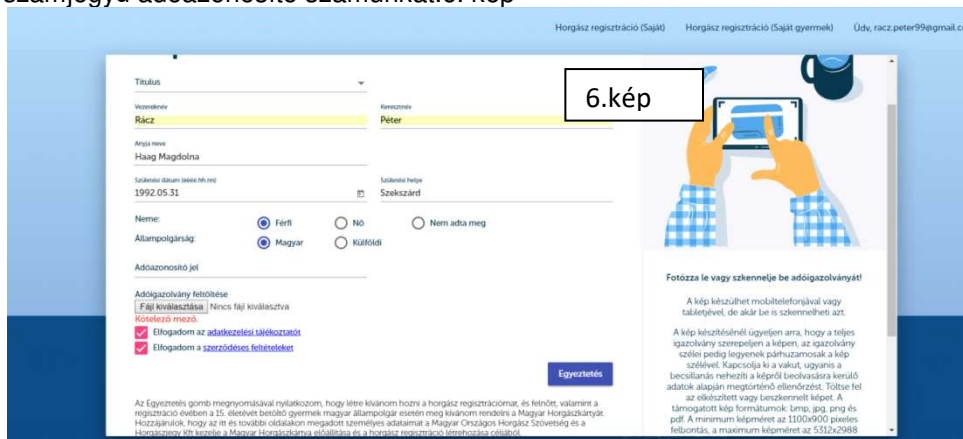 számjegyű adóazonosító számunkat.6. kép
Horgász regisztráció (Saját) Horgász regisztráció (Saját gyermek) Üdv, racz.peter99@gmail.co
6.kép
Titulus
Vezetéknév Keresztnév
Rácz Péter
Anyja neve
Haag Magdolna
Születési dátum (éééé.hh.nn) Születési helye
1992.05.31 Szekszárd
Neme: Férfi Nő Nem adta meg
Állampolgárság: Magyar Külföldi
Adóazonosító jel
Adóigazolvány feltöltése
Fájl kiválasztása Nincs fájl kiválasztva
Kötelező mező.
Elfogadom az adatkezelési tájékoztatót
Elfogadom a szerződéses feltételeket
Egyeztetés
Az Egyeztetés gomb megnyomásával nyilatkozom, hogy létre kívánom hozni a horgász regisztrációmat, és felnőtt, valamint a
regisztráció évében a 15. életévét betöltő gyermek magyar állampolgár esetén meg kívánom rendelni a Magyar Horgászkártyát.
Hozzájárulok, hogy az itt és további oldalakon megadott személyes adataimat a Magyar Országos Horgász Szövetség és a
Horgászjegy Kft kezelje a Magyar Horgászkártya előállítása és a horgász regisztráció létrehozása céljából.
Fotózza le vagy szkennelje be adóigazolványát!
A kép készülhet mobiltelefonjával vagy
tabletjével, de akár be is szkennelheti azt.
A kép készítésénél ügyeljen arra, hogy a teljes
igazolvány szerepeljen a képen, az igazolvány
szélei pedig legyenek párhuzamosak a kép
szélével. Kapcsolja ki a vakut, ugyanis a
becsillanás nehezíti a képről beolvasásra kerülő
adatok alapján megtörténő ellenőrzést. Töltse fel
az elkészített vagy beszkennelt képet. A
támogatott kép formátumok: bmp, jpg, png és
pdf. A minimum képméret az 1100x900 pixeles
felbontás, a maximum képméret az 5312x2988